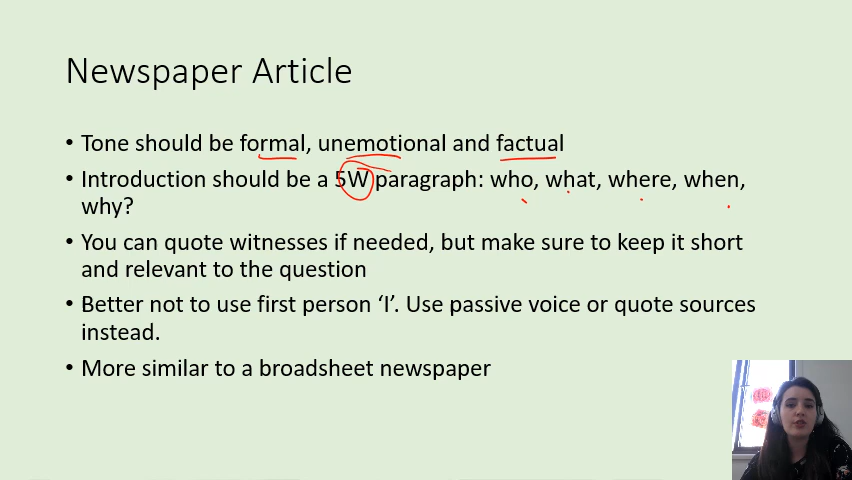 Newspaper Article
• Tone should be formal, unemotional and factual
• Introduction should be a 5W paragraph: who, what, where, when,
why?
• You can quote witnesses if needed, but make sure to keep it short
and relevant to the question
• Better not to use first person ‘I’. Use passive voice or quote sources
instead.
• More similar to a broadsheet newspaper